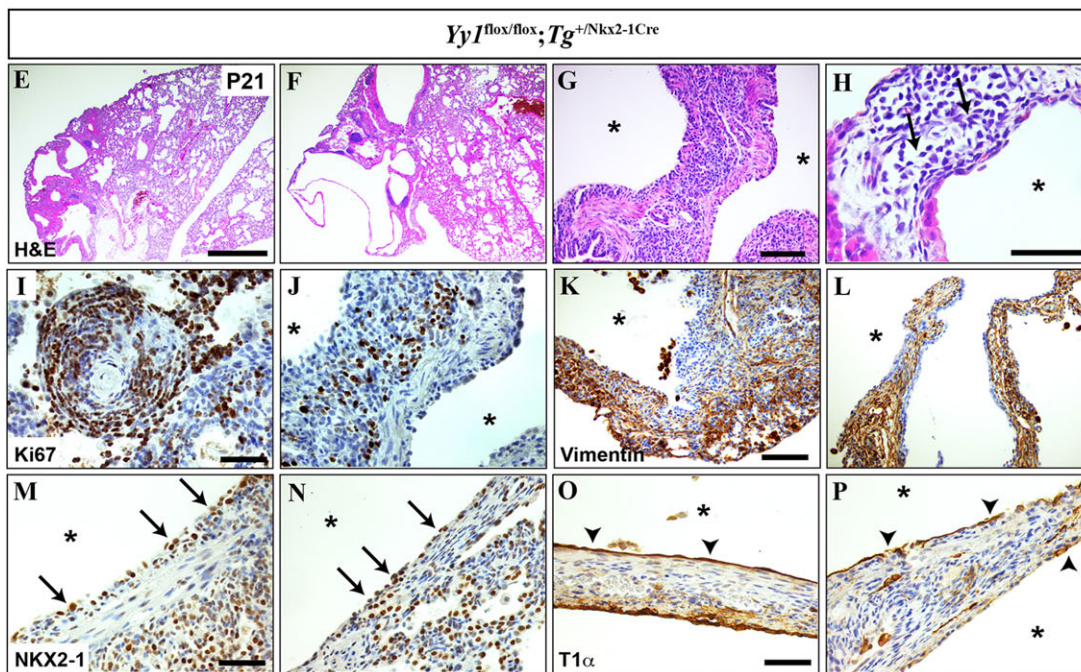 Yy1flox/flox;Tg+/Nkx2-1Cre
E P21 F G H
* * *
H&E
I J K L
* * * *
Ki67 Vimentin
M N O P
* * * * *
NKX2-1 T1α